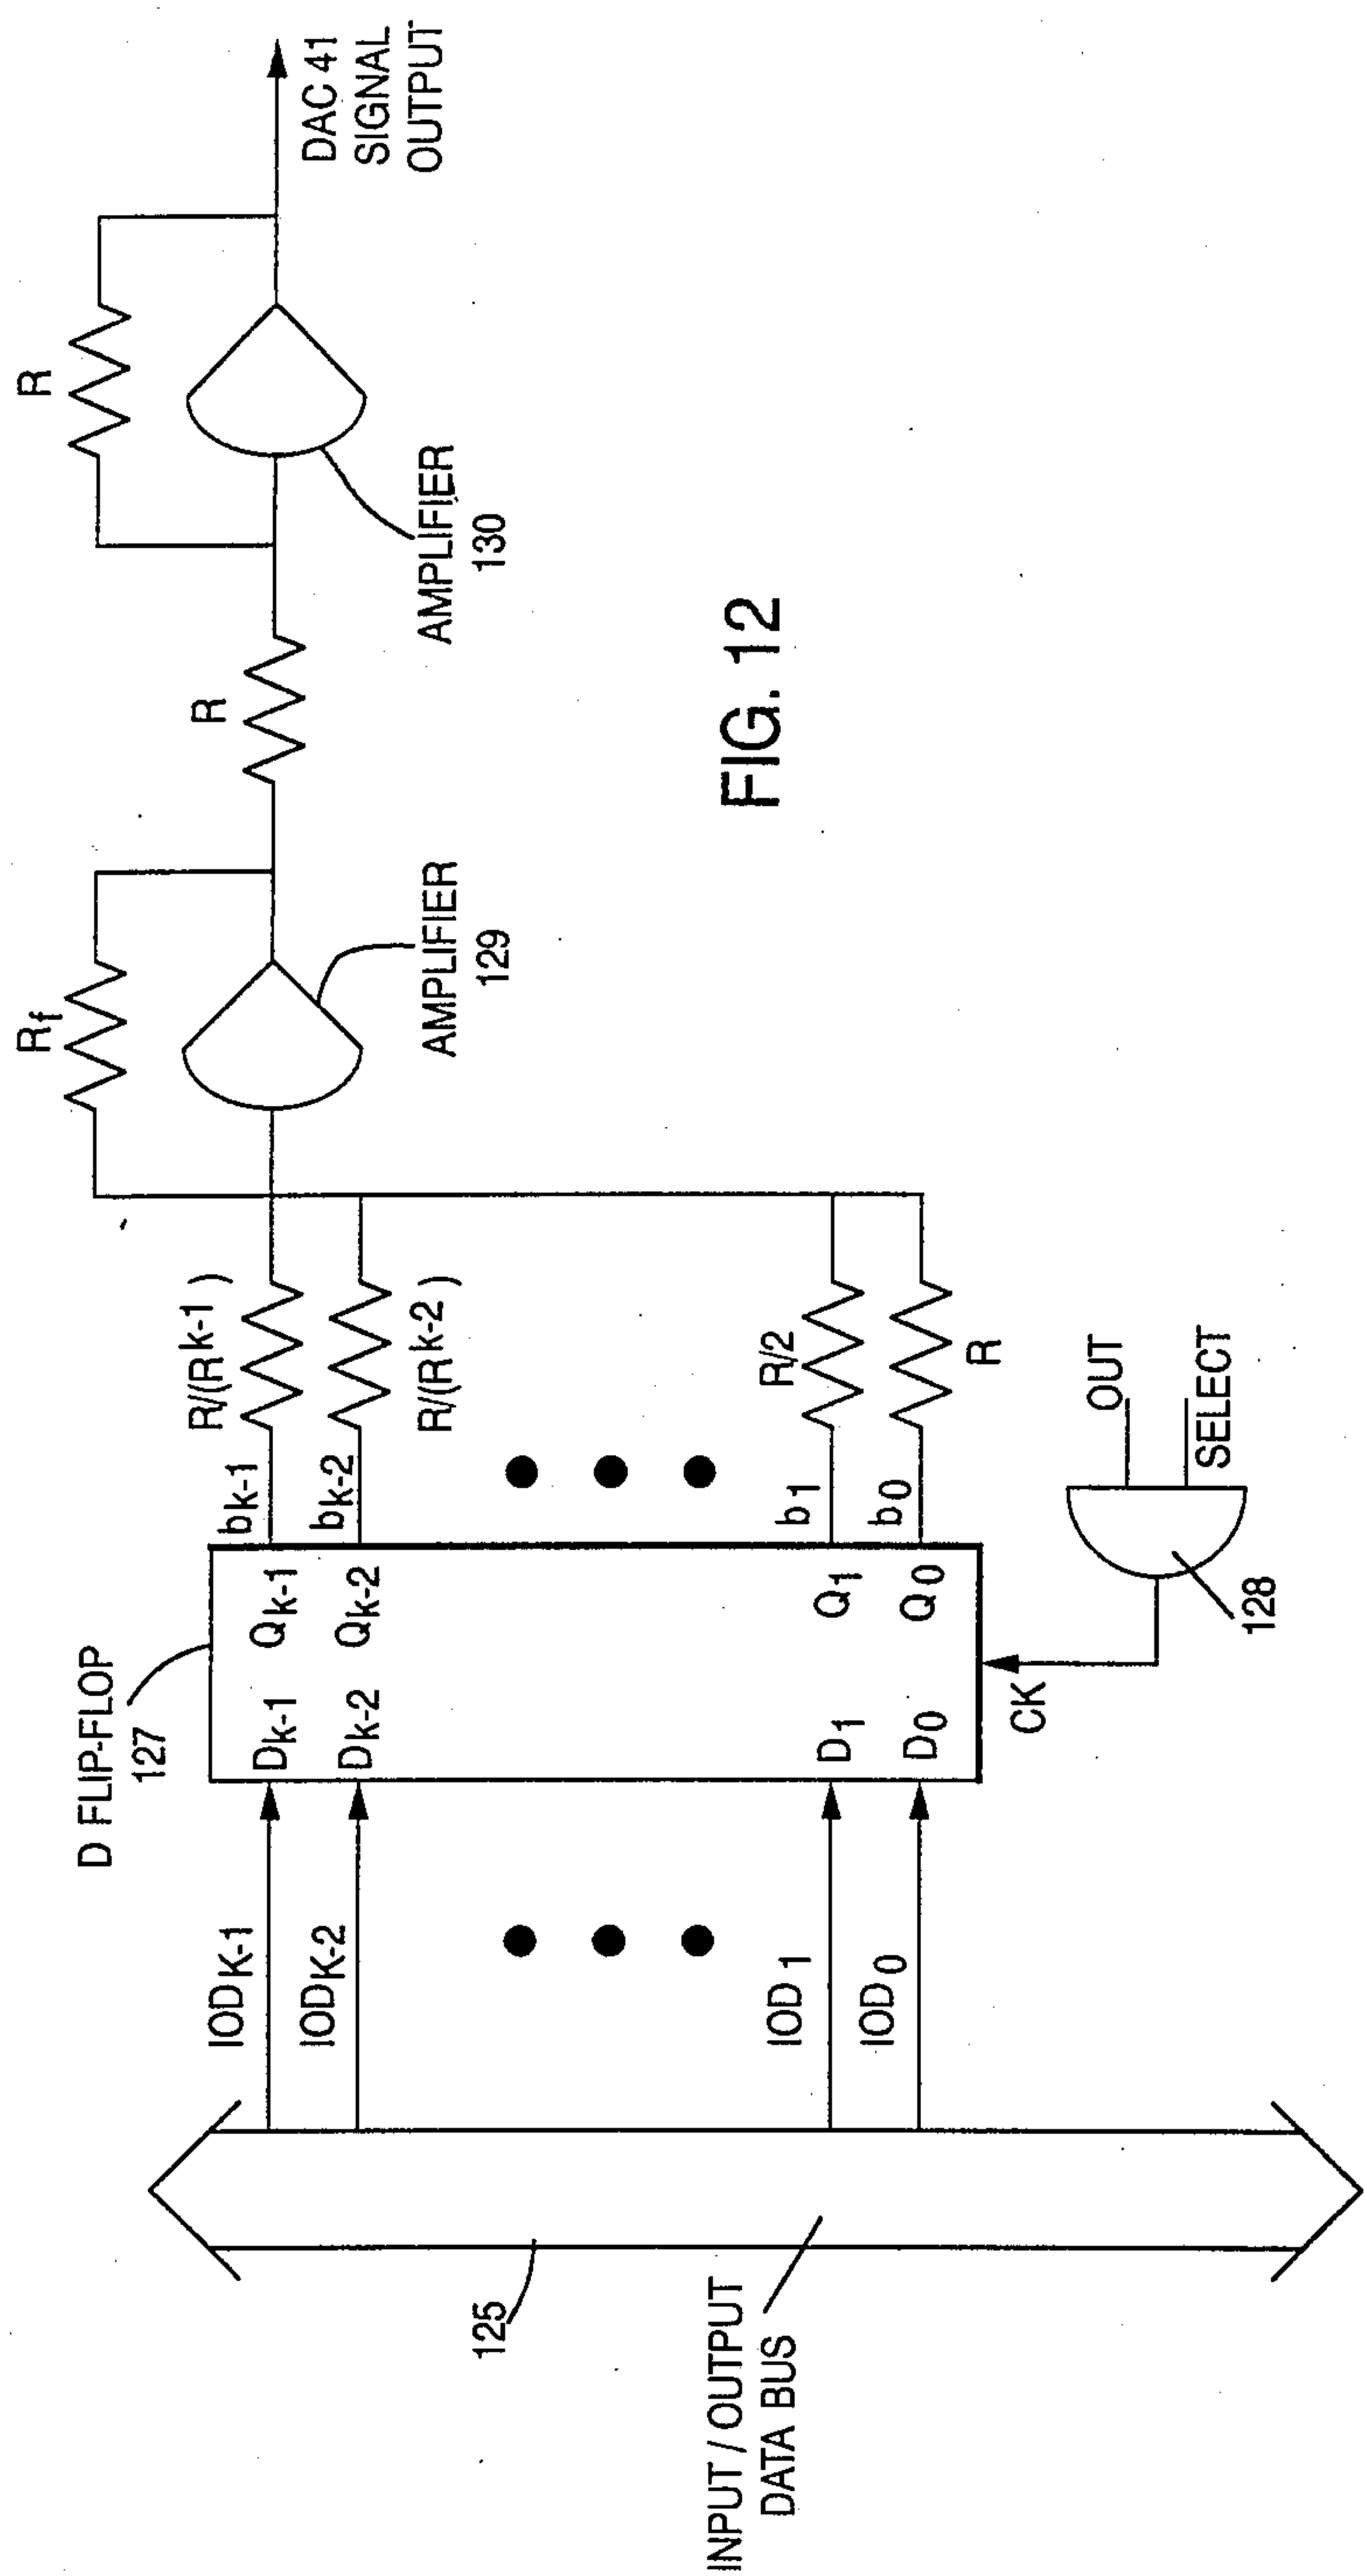 INPUT / OUTPUT
DATA BUS
125
IODK-1
IODK-2
IOD1
IOD0
D FLIP-FLOP
127
Dk-1 Qk-1
Dk-2 Qk-2
D1 Q1
D0 Q0
CK
128
OUT
SELECT
bk-1
bk-2
b1
b0
R/(Rk-1)
R/(Rk-2)
R/2
R
Rf
AMPLIFIER
129
R
R
AMPLIFIER
130
DAC 41
SIGNAL
OUTPUT
FIG. 12